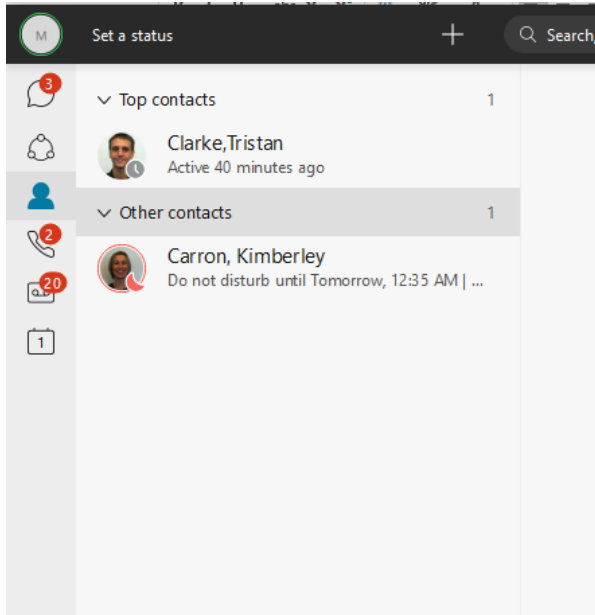 M
Set a status
Search,
3
Top contacts
1
Clarke,Tristan
Active 40 minutes ago
Other contacts
1
2
Carron, Kimberley
Do not disturb until Tomorrow, 12:35 AM | ...
20
1